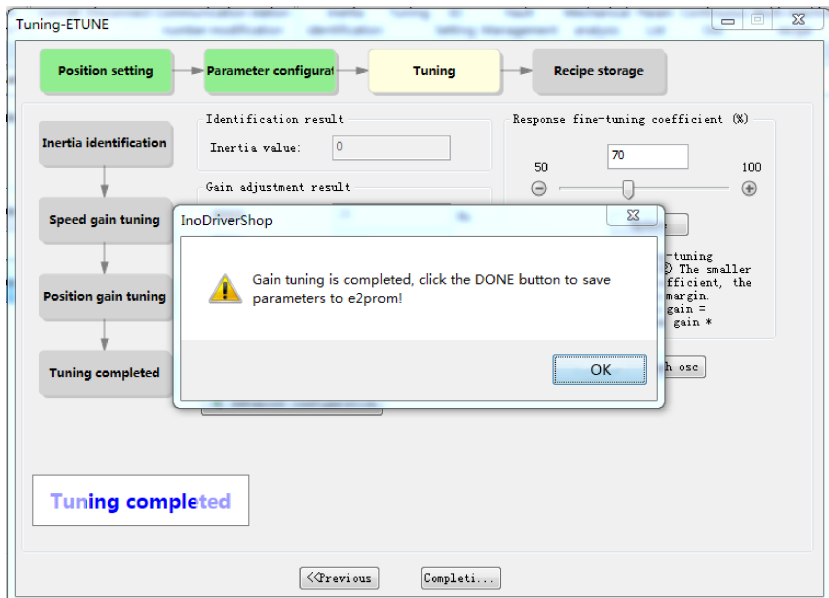 Tuning-ETUNE
Position setting
Parameter configurat
Tuning
Recipe storage
Inertia identification
Speed gain tuning
Position gain tuning
Tuning completed
Identification result
Inertia value: 0
Gain adjustment result
Response fine-tuning coefficient (%)
50
70
100
-tuning
The smaller
fficient, the
margin.
gain =
gain *
h osc
InoDriverShop
Gain tuning is completed, click the DONE button to save
parameters to e2prom!
OK
Tuning completed
<<Previous
Completi...